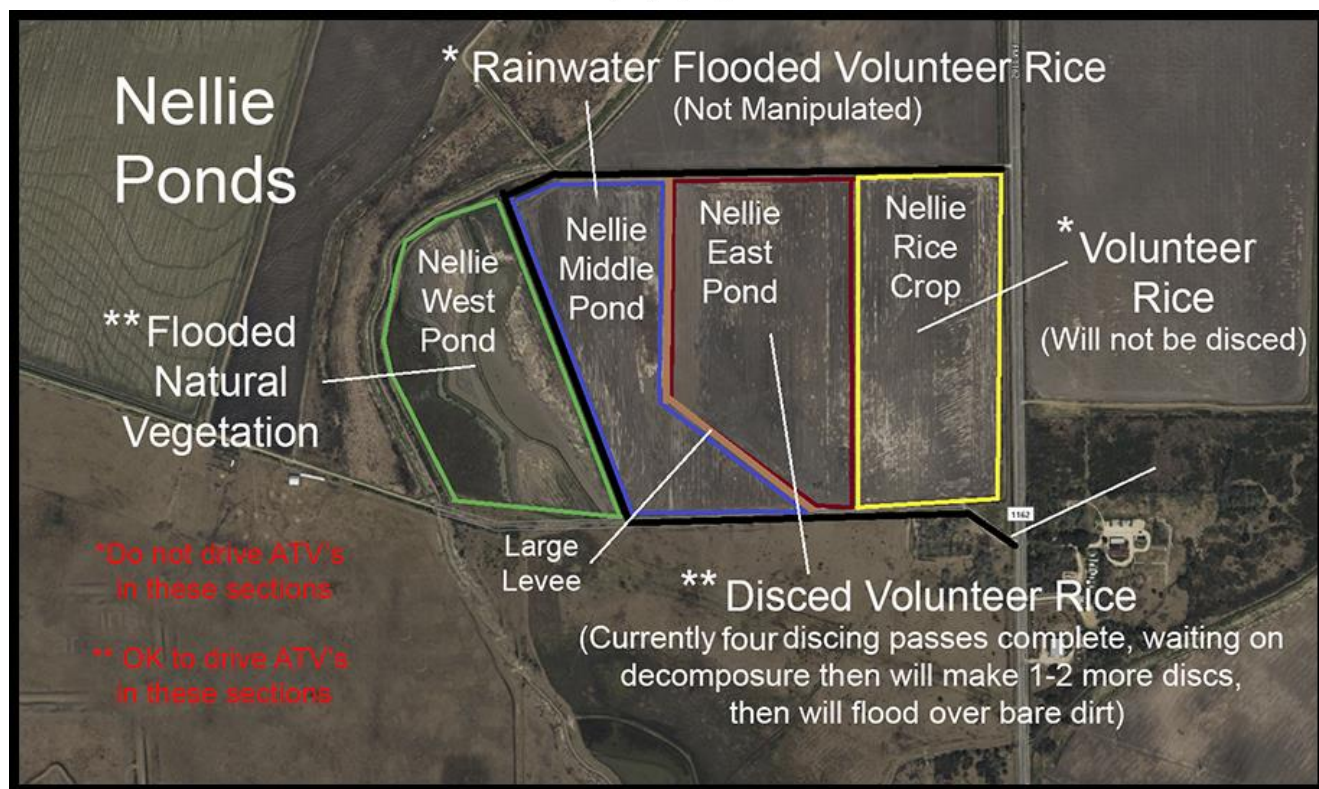 Nellie
Ponds
* Rainwater Flooded Volunteer Rice
(Not Manipulated)
Nellie
West
Pond
Nellie
Middle
Pond
Nellie
East
Pond
Nellie
Rice
Crop
* Volunteer
Rice
(Will not be disced)
** Flooded
Natural
Vegetation
Large
Levee
1162
** Disced Volunteer Rice
(Currently four discing passes complete, waiting on
decomposure then will make 1-2 more discs,
then will flood over bare dirt)
*Do not drive ATV's
in these sections
** OK to drive ATV's
in these sections